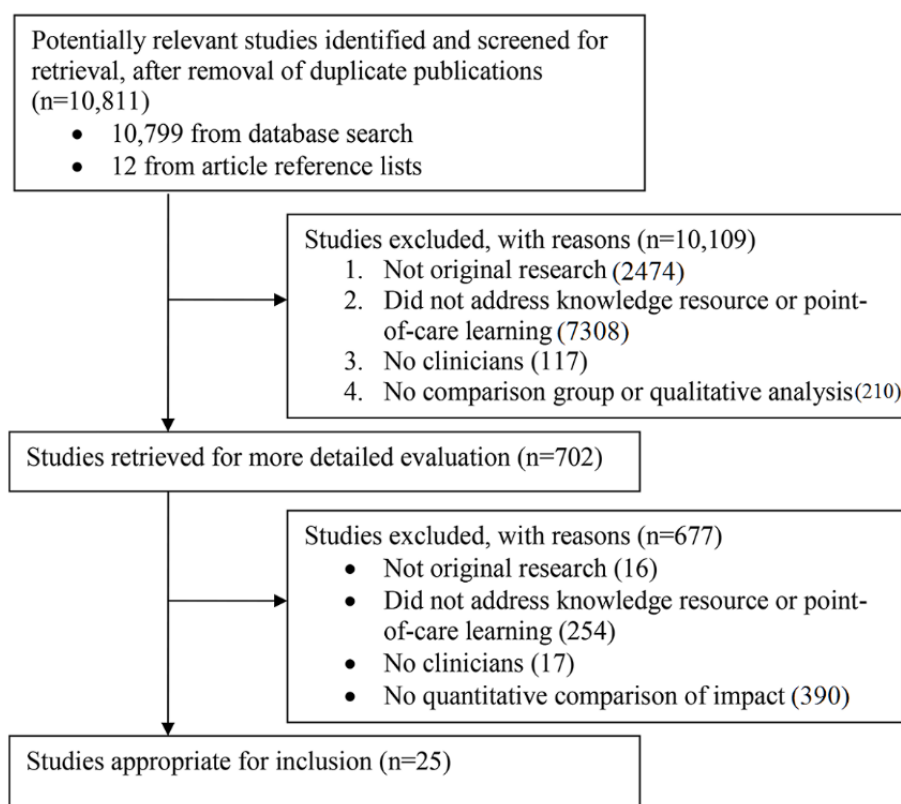 Potentially relevant studies identified and screened for
retrieval, after removal of duplicate publications
(n=10,811)
• 10,799 from database search
• 12 from article reference lists
Studies excluded, with reasons (n=10,109)
1. Not original research (2474)
2. Did not address knowledge resource or point-
of-care learning (7308)
3. No clinicians (117)
4. No comparison group or qualitative analysis(210)
Studies retrieved for more detailed evaluation (n=702)
Studies excluded, with reasons (n=677)
• Not original research (16)
• Did not address knowledge resource or point-
of-care learning (254)
• No clinicians (17)
• No quantitative comparison of impact (390)
Studies appropriate for inclusion (n=25)